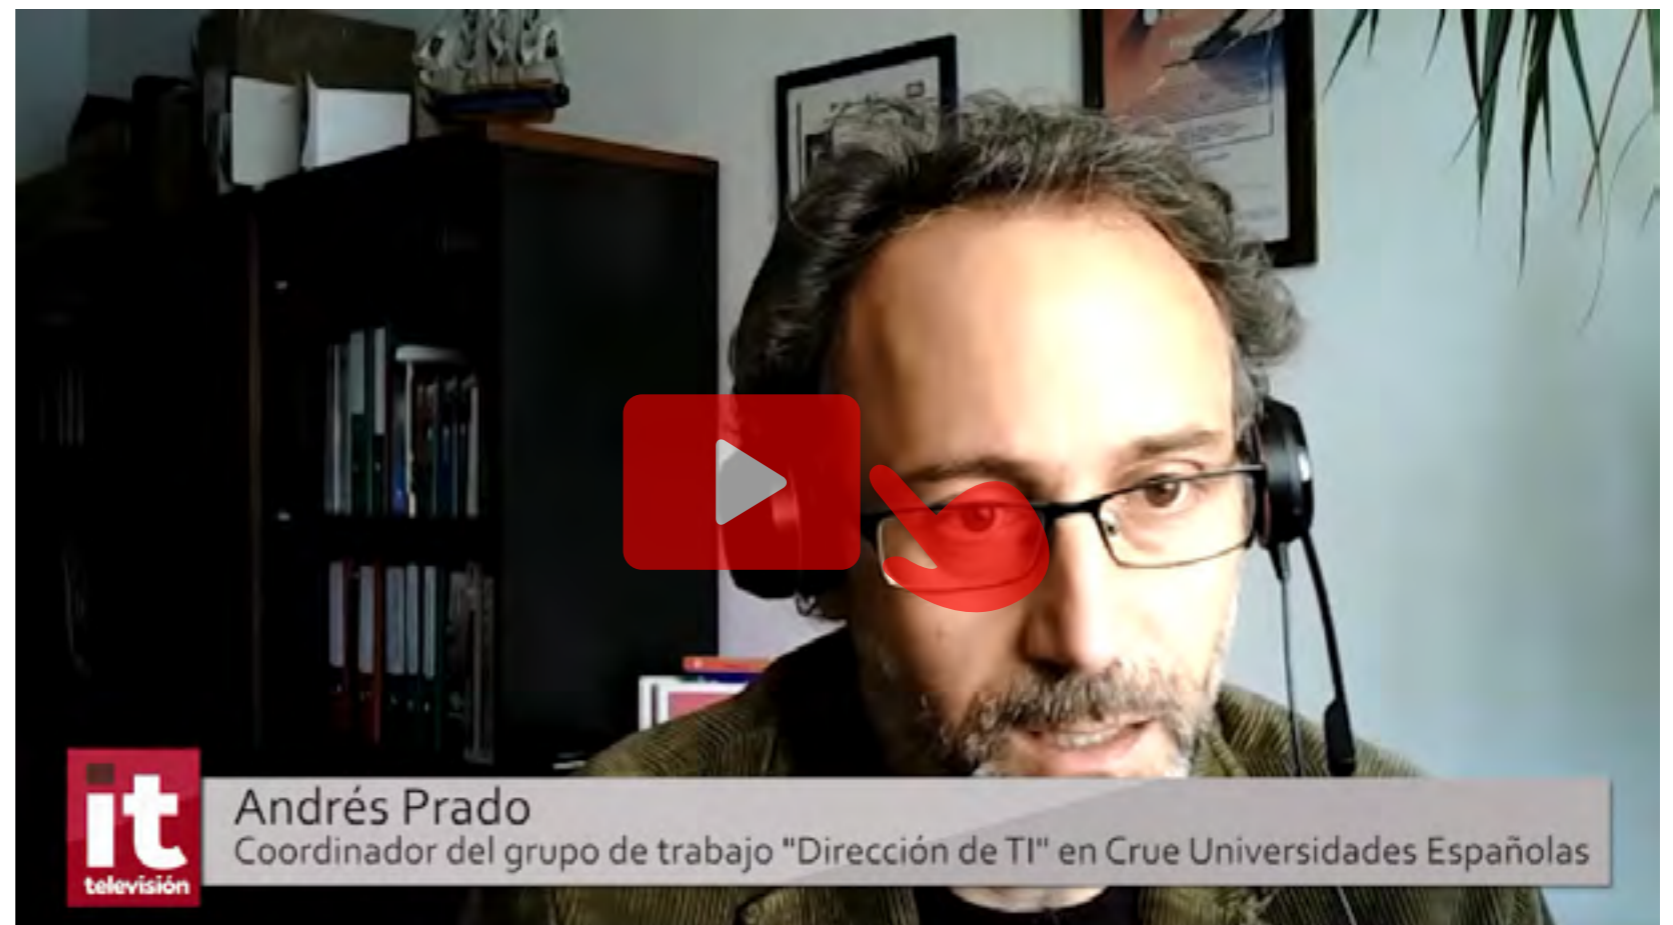 Andrés Prado
Coordinador del grupo de trabajo "Dirección de TI" en Crue Universidades Españolas
it
televisión